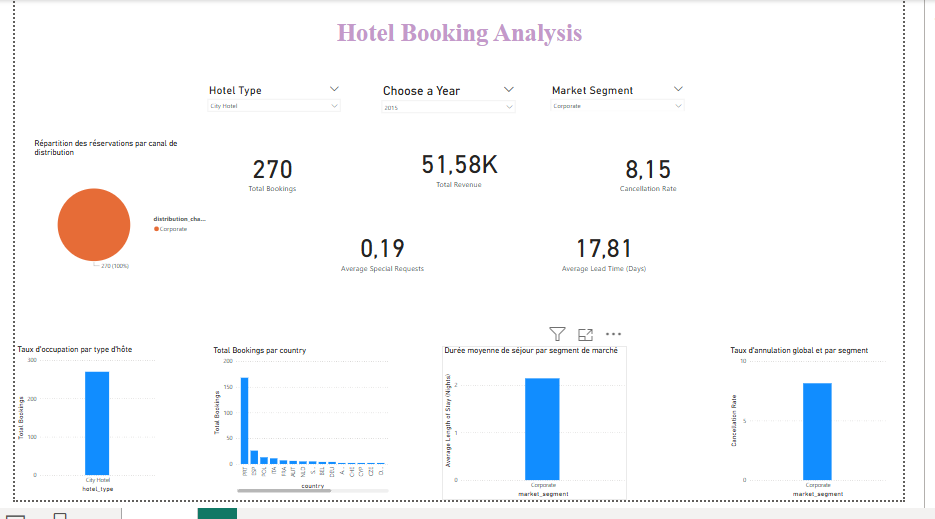 Hotel Booking Analysis
Hotel Type
City Hotel
Choose a Year
2015
Market Segment
Corporate
Répartition des réservations par canal de
distribution
distribution_cha...
Corporate
270 (100%)
270
Total Bookings
51,58K
Total Revenue
8,15
Cancellation Rate
0,19
Average Special Requests
17,81
Average Lead Time (Days)
Taux d'occupation par type d'hôte
Total Bookings
300
200
100
0
City Hotel
hotel_type
Total Bookings par country
Total Bookings
200
150
100
50
0
PRT
ESP
POL
ITA
FRA
AUT
NLD
S...
BEL
DEU
A...
CHE
CYP
CZE
D...
country
Durée moyenne de séjour par segment de marché
Average Length of Stay (Nights)
2
1
0
Corporate
market_segment
Taux d'annulation global et par segment
Cancellation Rate
10
5
0
Corporate
market_segment